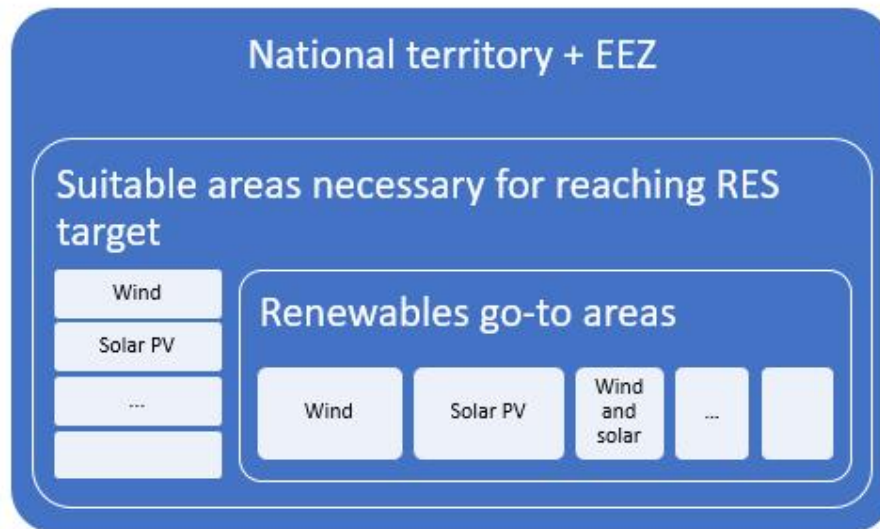 National territory + EEZ
Suitable areas necessary for reaching RES
target
Wind
Solar PV
...
Renewables go-to areas
Wind
Solar PV
Wind
and
solar
...